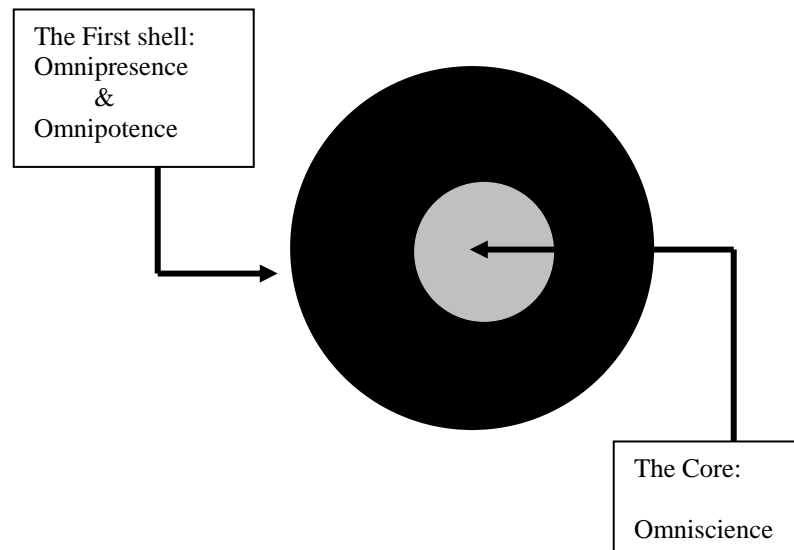 The First shell:
Omnipresence
&
Omnipotence
The Core:
Omniscience